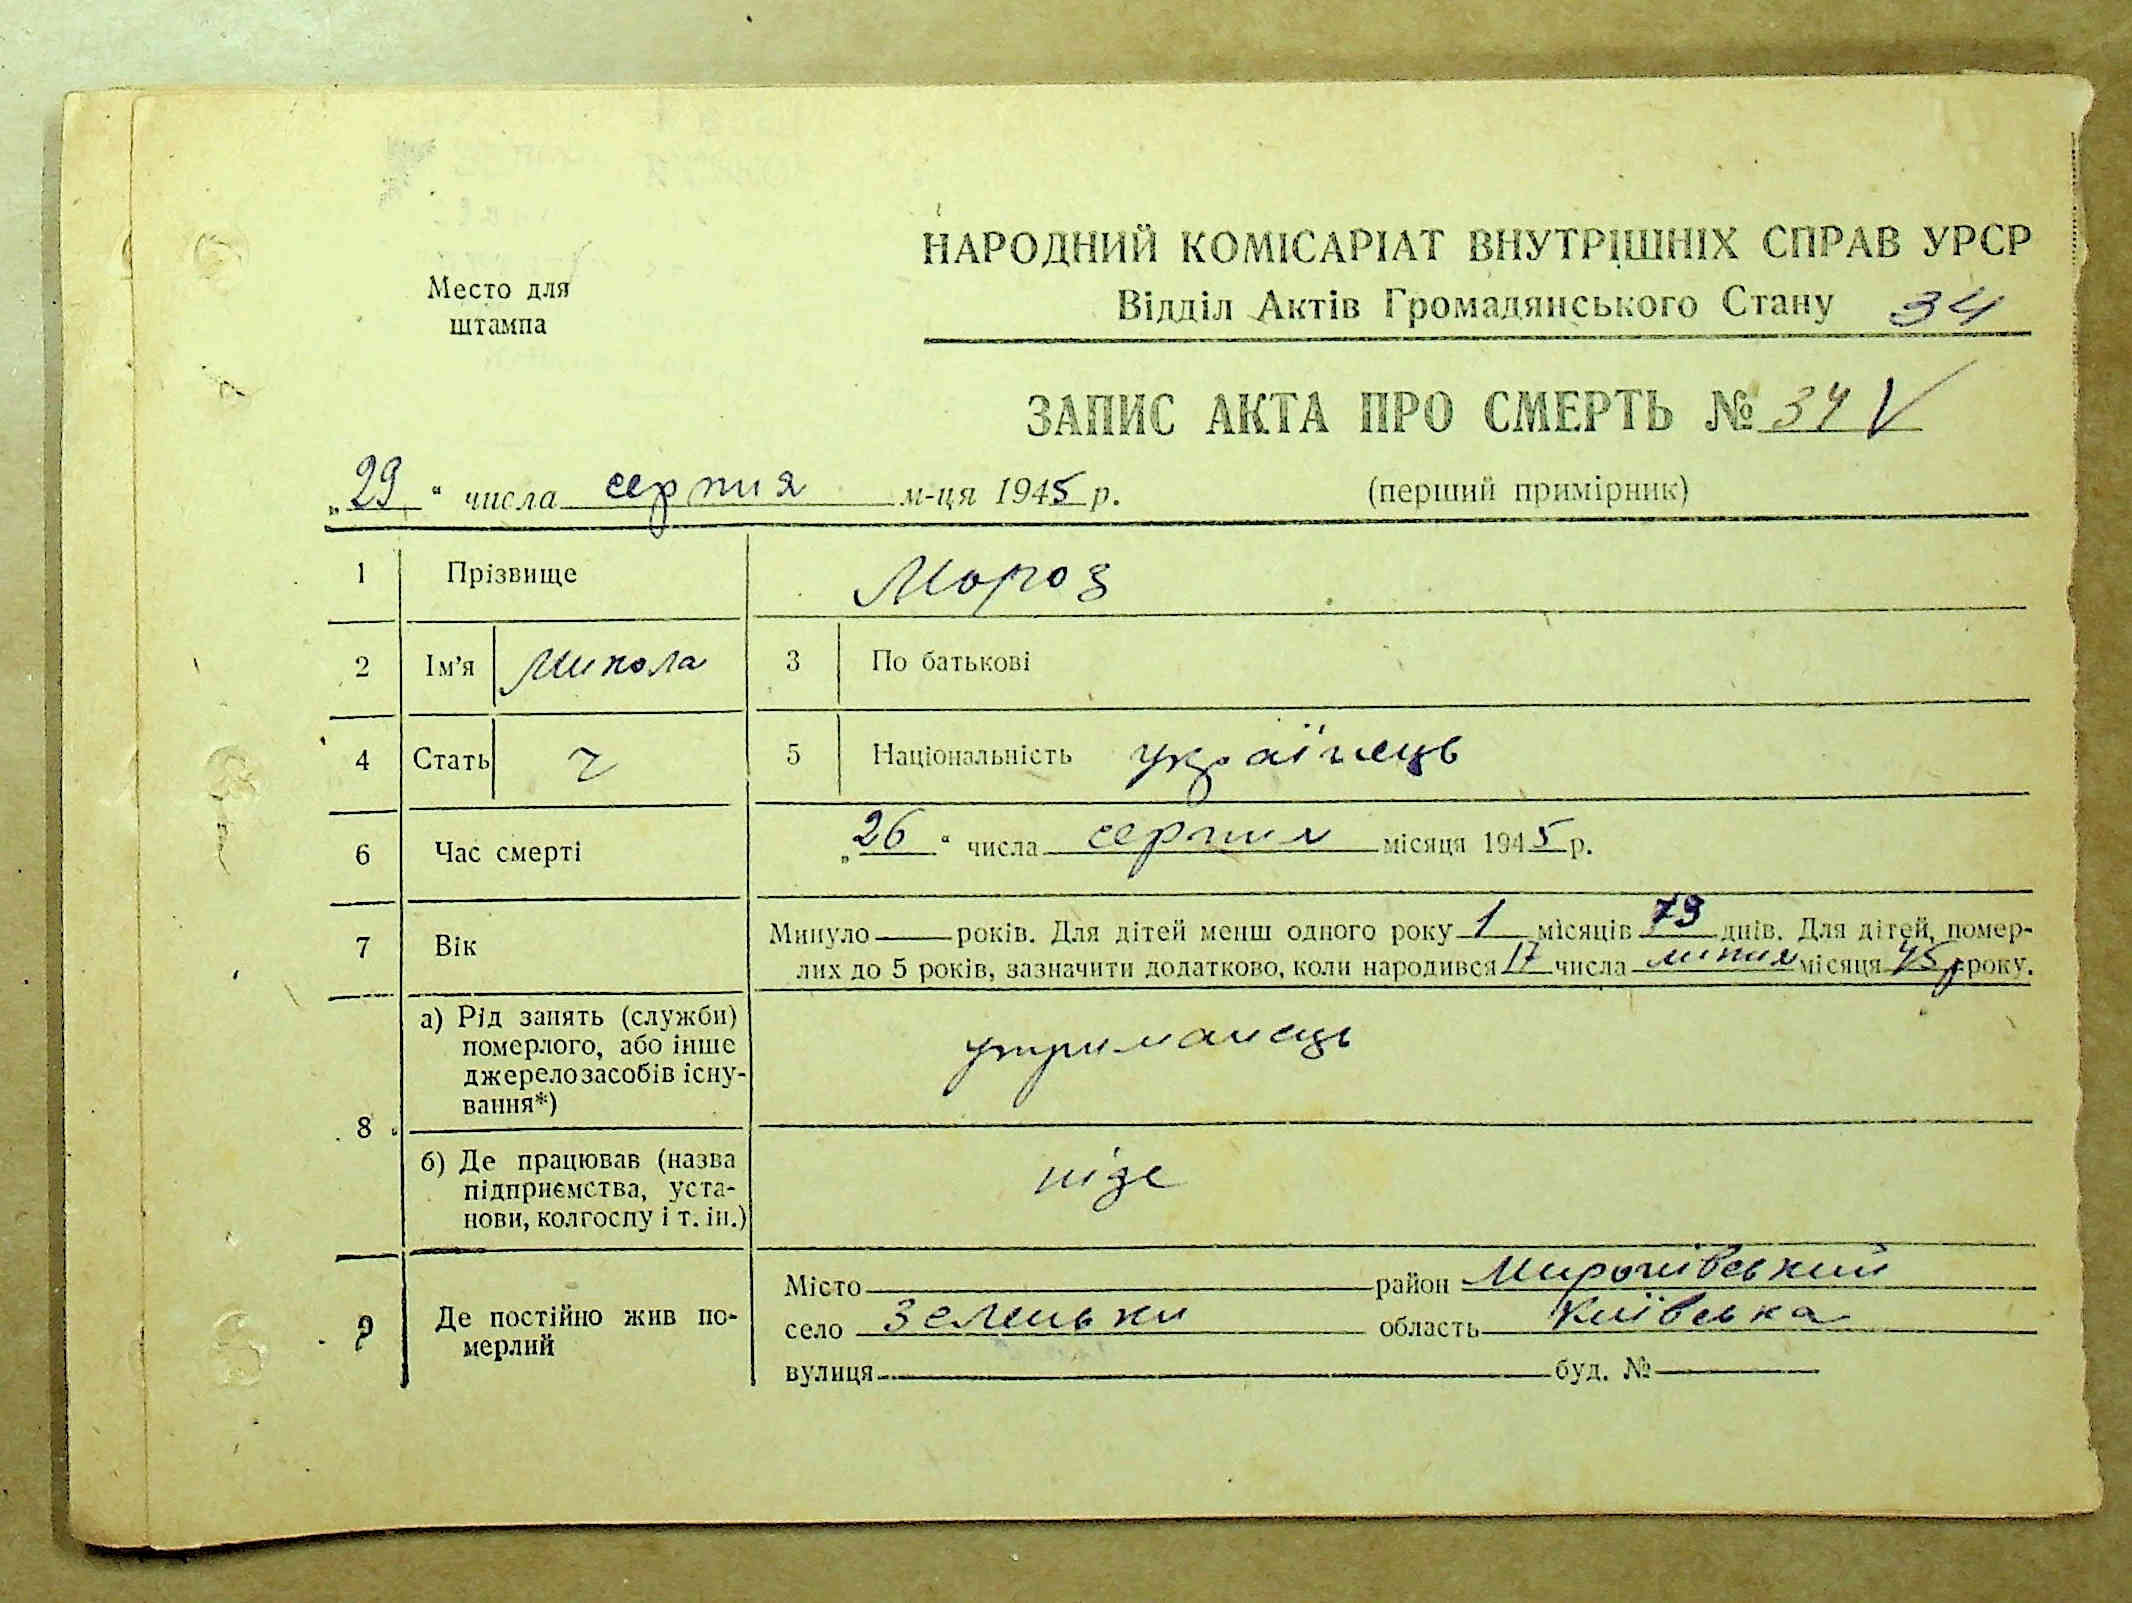 НАРОДНИЙ КОМІСАРІАТ ВНУТРІШНІХ СПРАВ УРСР
Место для штампа
Відділ Актів Громадянського Стану 34
ЗАПИС АКТА ПРО СМЕРТЬ № 34 V
„29“ числа серпня м-ця 1945 р.
(перший примірник)
1 Прізвище Мороз
2 Ім'я Микола 3 По батькові
4 Стать ч 5 Національність українець
6 Час смерті „26“ числа серпня місяця 1945 р.
7 Вік Минуло — років. Для дітей менш одного року 1 місяців днів. Для дітей, помер-
лих до 5 років, зазначити додатково, коли народився 17 числа липня місяця 45 р року.
8 а) Рід занять (служби) померлого, або інше джерело засобів існу-вання*) утриманець
б) Де працював (назва підприємства, уста-нови, колгоспу і т. ін.) ніде
9 Де постійно жив по-мерлий
Місто район Миронівський
село Зеленьки область Київська
вулиця буд. №